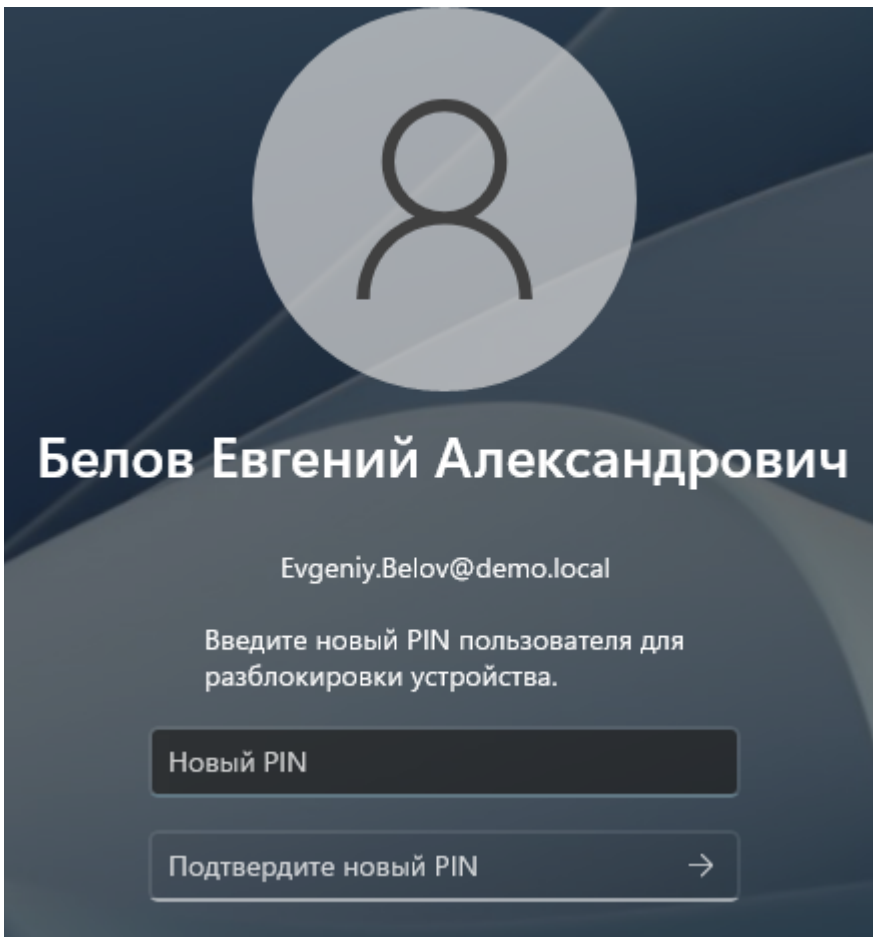 Белов Евгений Александрович
Evgeniy.Belov@demo.local
Введите новый PIN пользователя для
разблокировки устройства.
Новый PIN
Подтвердите новый PIN